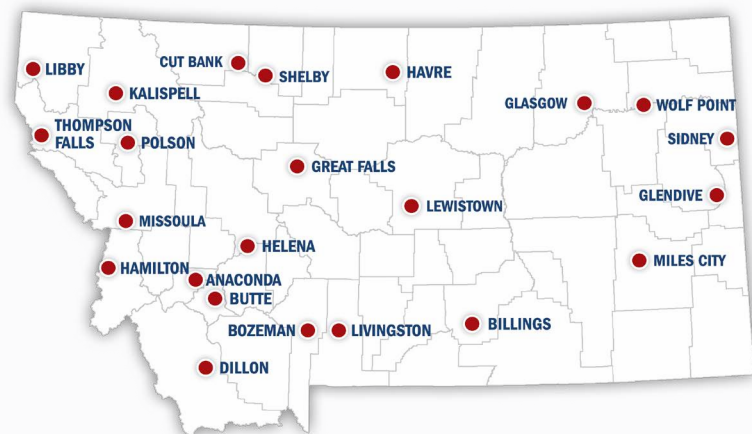 LIBBY
CUT BANK
SHELBY
HAVRE
KALISPELL
GLASGOW
WOLF POINT
THOMPSON
FALLS
POLSON
SIDNEY
GREAT FALLS
GLENDIVE
LEWISTOWN
MISSOULA
HELENA
MILES CITY
HAMILTON
ANACONDA
BUTTE
BOZEMAN
LIVINGSTON
BILLINGS
DILLON